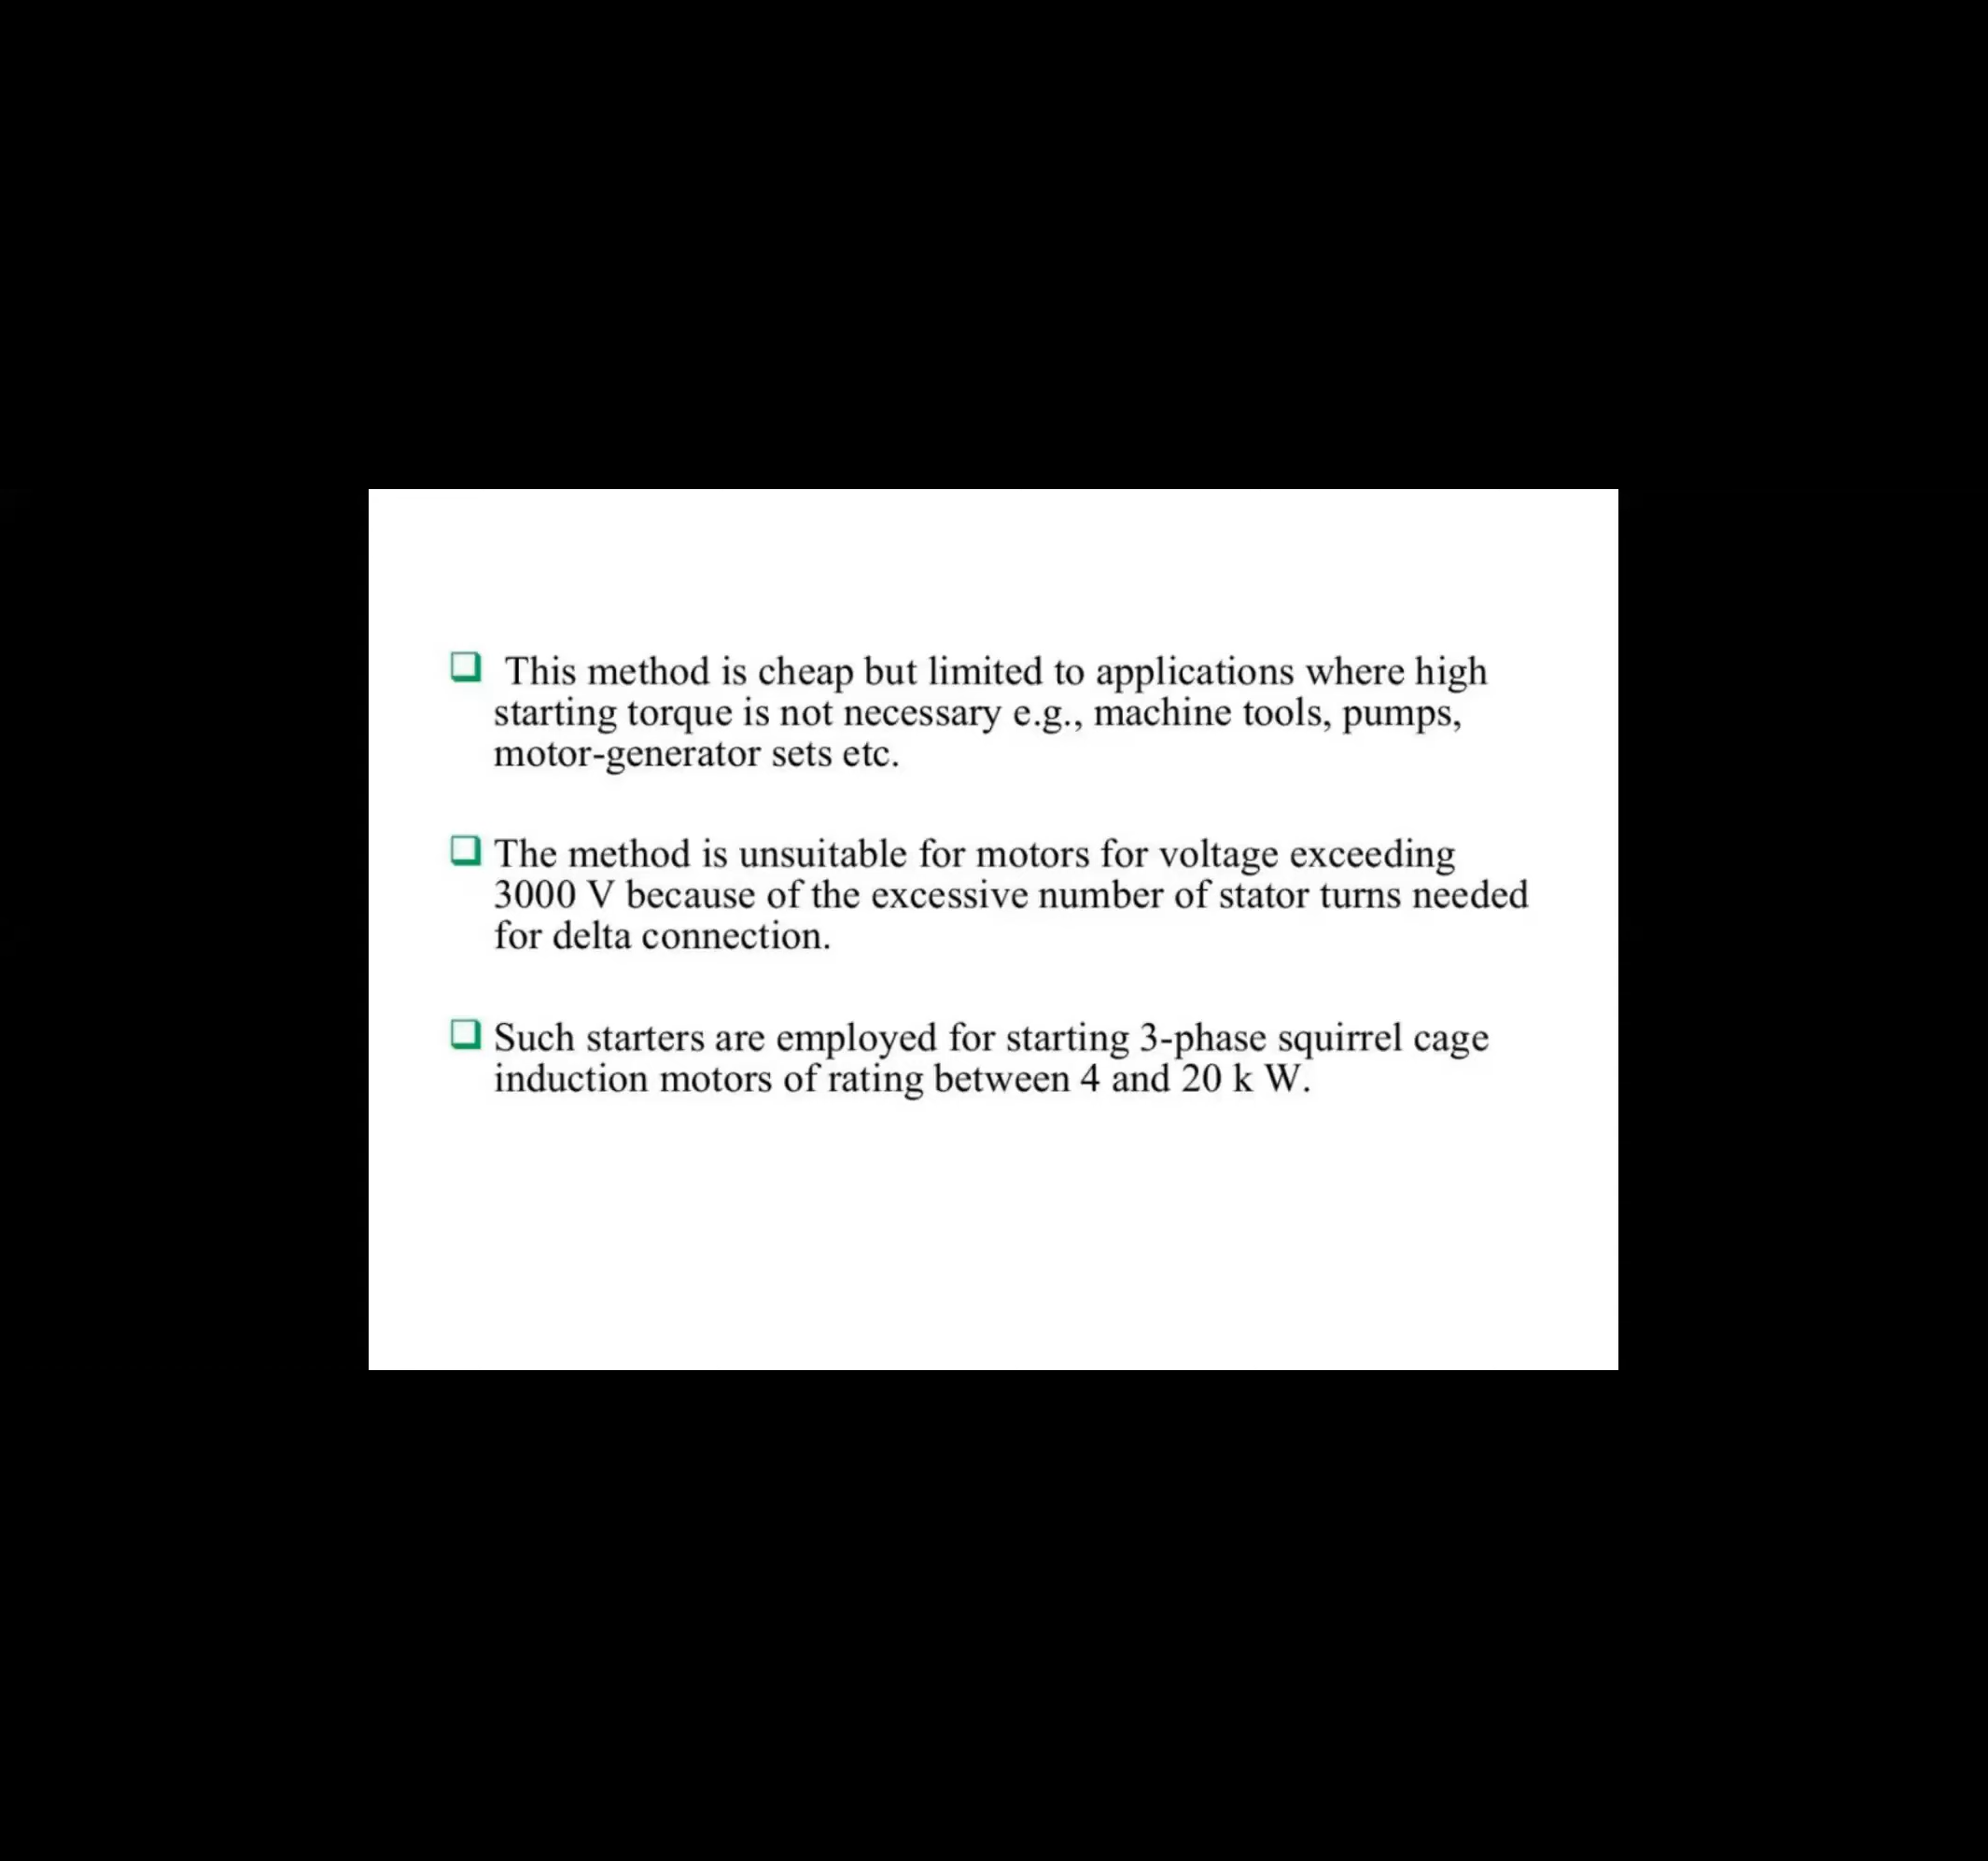 This method is cheap but limited to applications where high
starting torque is not necessary e.g., machine tools, pumps,
motor-generator sets etc.
The method is unsuitable for motors for voltage exceeding
3000 V because of the excessive number of stator turns needed
for delta connection.
Such starters are employed for starting 3-phase squirrel cage
induction motors of rating between 4 and 20 k W.